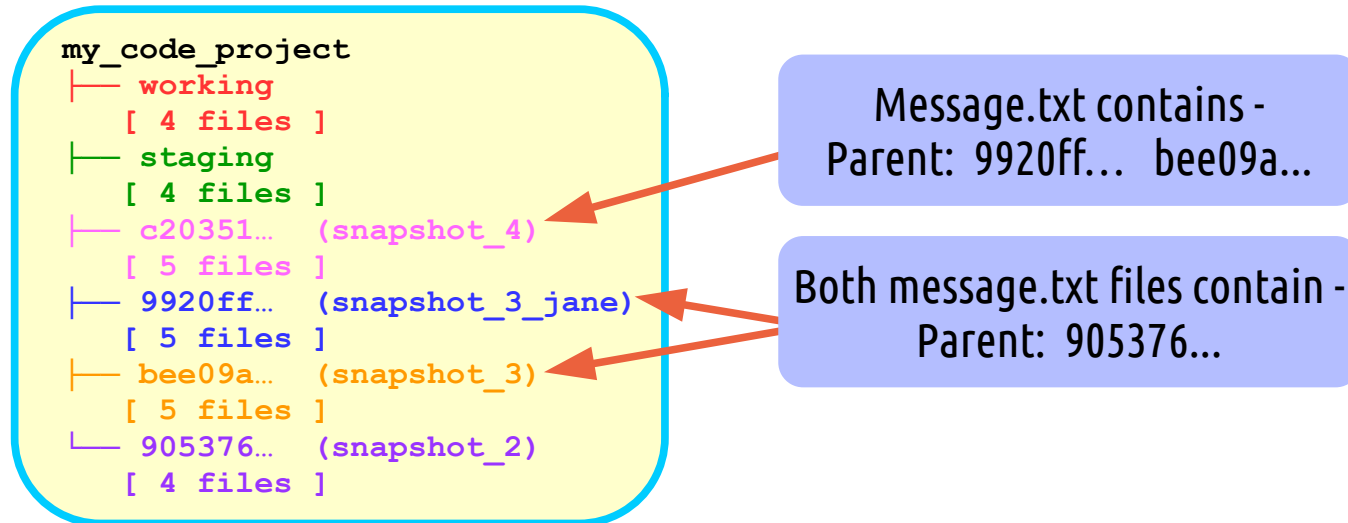 my_code_project
├── working
[ 4 files ]
├── staging
[ 4 files ]
├── c20351… (snapshot_4)
[ 5 files ]
├── 9920ff… (snapshot_3_jane)
[ 5 files ]
├── bee09a… (snapshot_3)
[ 5 files ]
└── 905376… (snapshot_2)
[ 4 files ]
Message.txt contains -
Parent: 9920ff… bee09a...
Both message.txt files contain -
Parent: 905376...